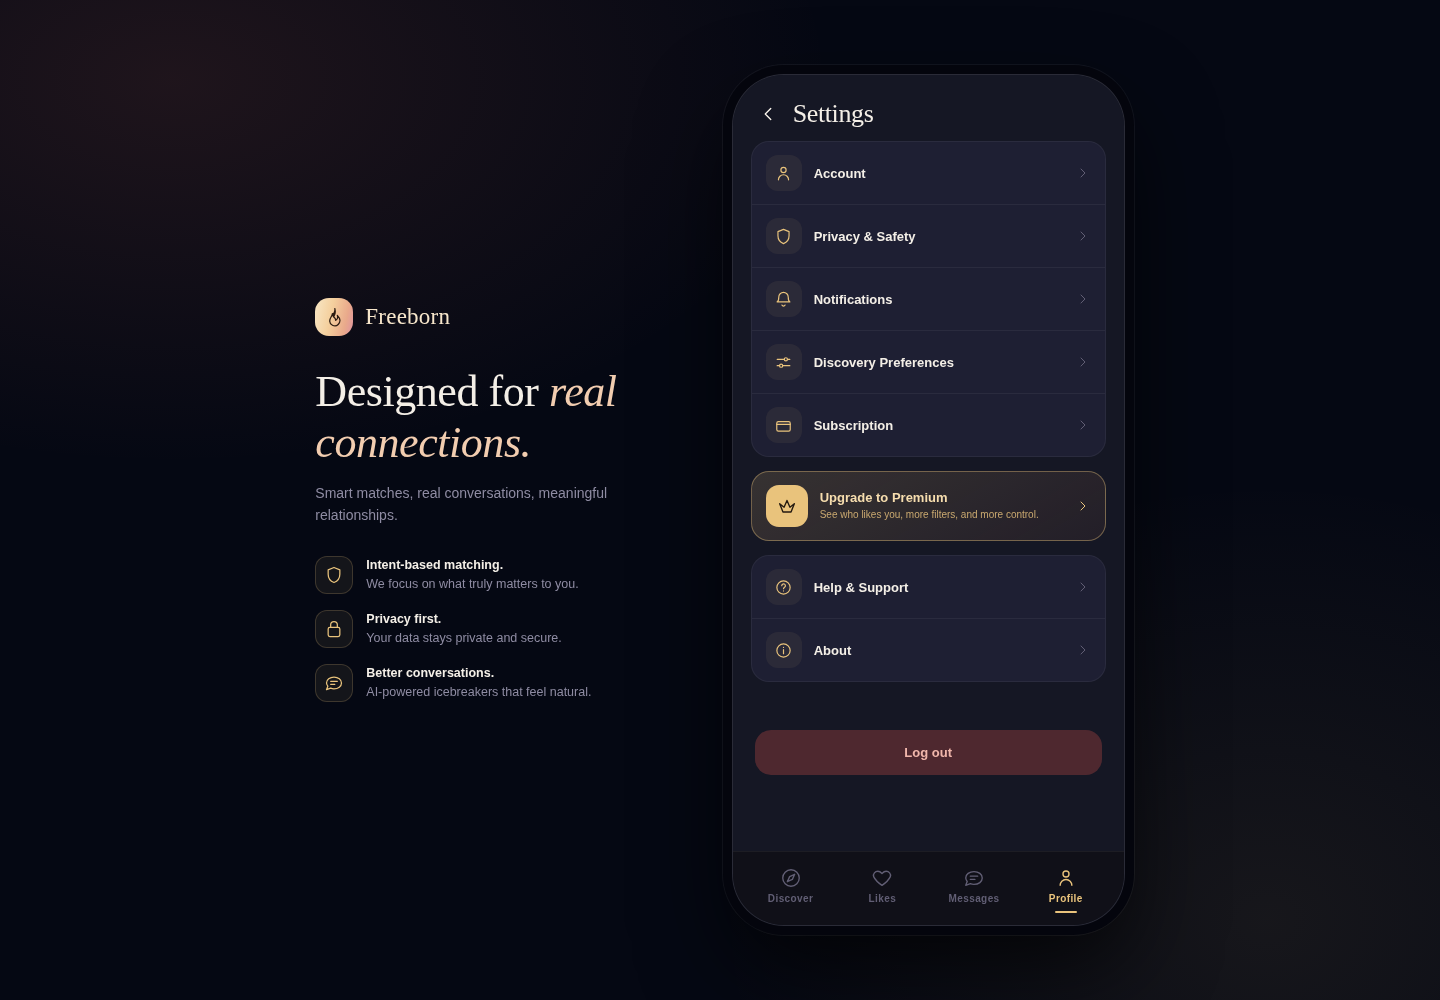 Freeborn
Designed for real
connections.
Smart matches, real conversations, meaningful
relationships.
Intent-based matching.
We focus on what truly matters to you.
Privacy first.
Your data stays private and secure.
Better conversations.
AI-powered icebreakers that feel natural.
Settings
Account
Privacy & Safety
Notifications
Discovery Preferences
Subscription
Upgrade to Premium
See who likes you, more filters, and more control.
Help & Support
About
Log out
Discover
Likes
Messages
Profile